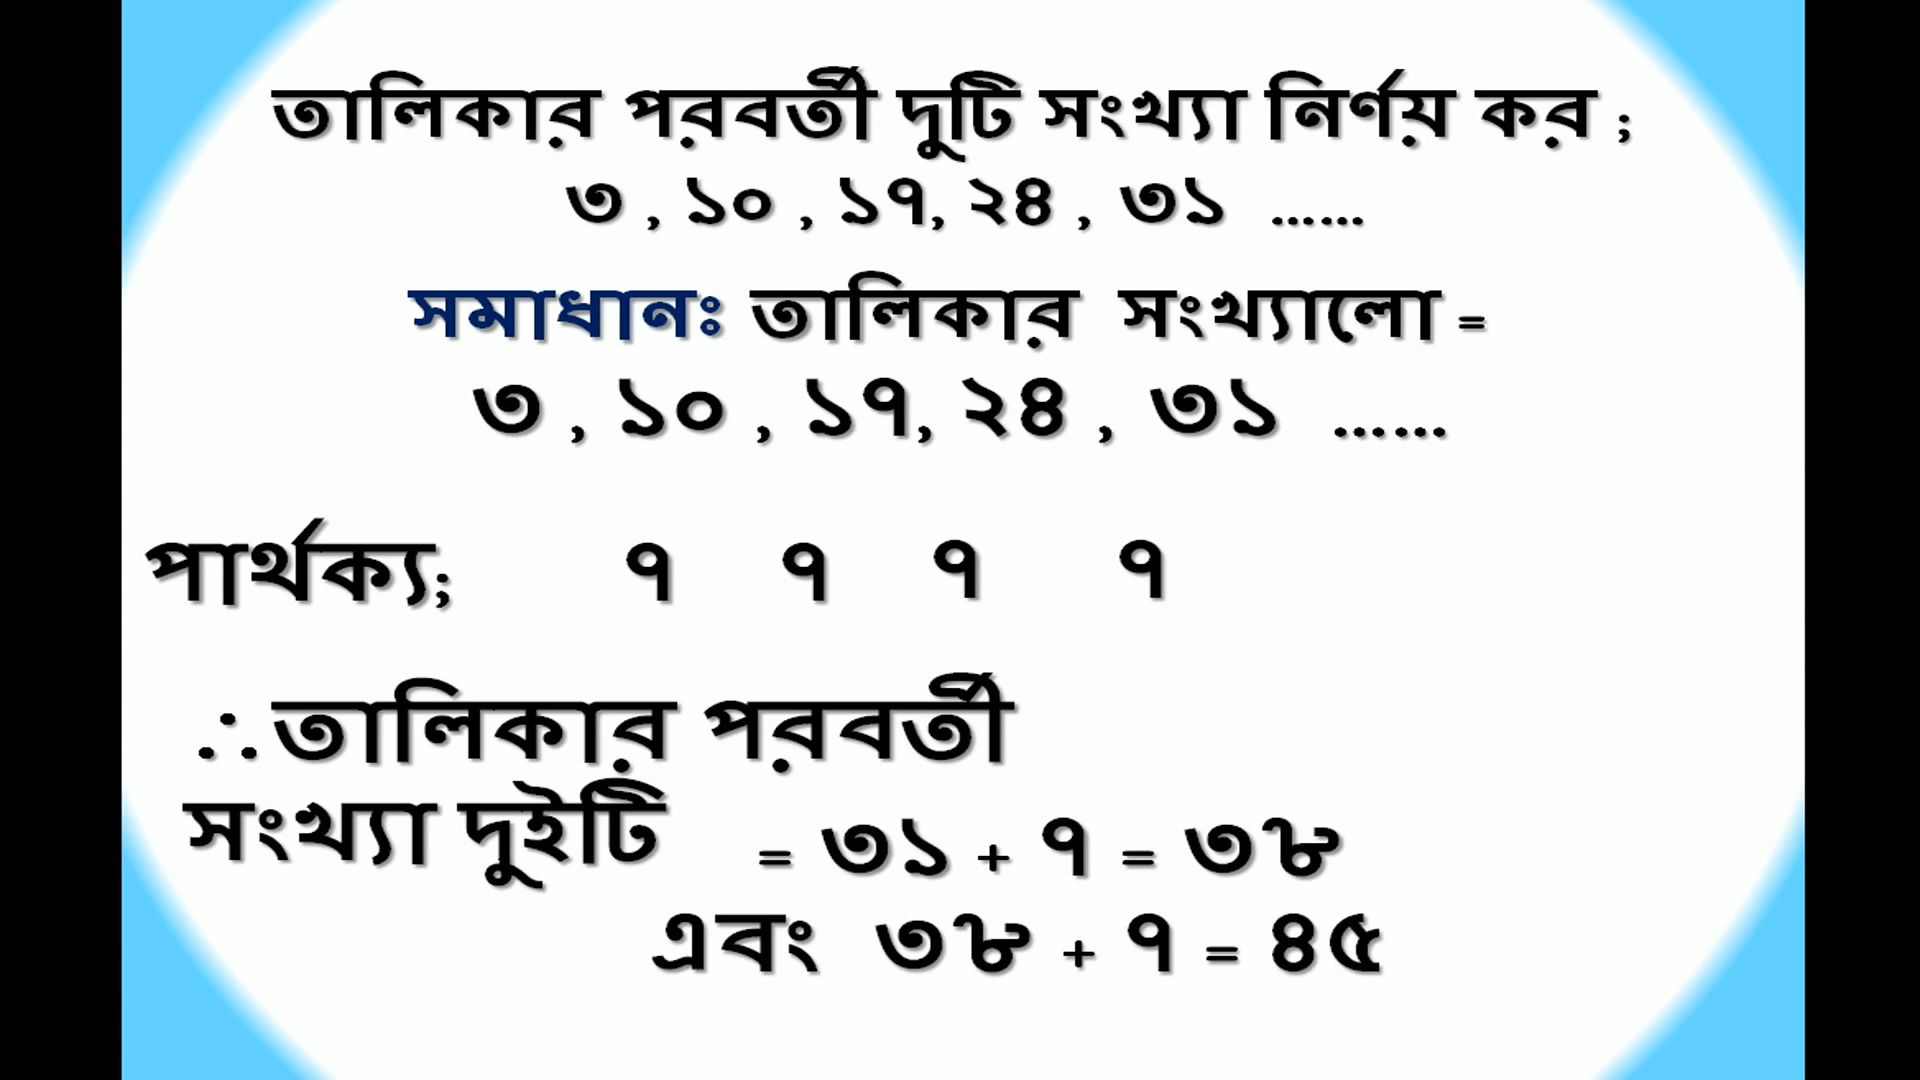 তালিকার পরবর্তী দুটি সংখ্যা নির্ণয় কর ;
৩ , ১০ , ১৭, ২৪ , ৩১ ......
সমাধানঃ তালিকার সংখ্যালো =
৩ , ১০ , ১৭, ২৪ , ৩১ ......
পার্থক্য; ৭ ৭ ৭ ৭
∴ তালিকার পরবর্তী
সংখ্যা দুইটি = ৩১ + ৭ = ৩৮
এবং ৩৮ + ৭ = ৪৫